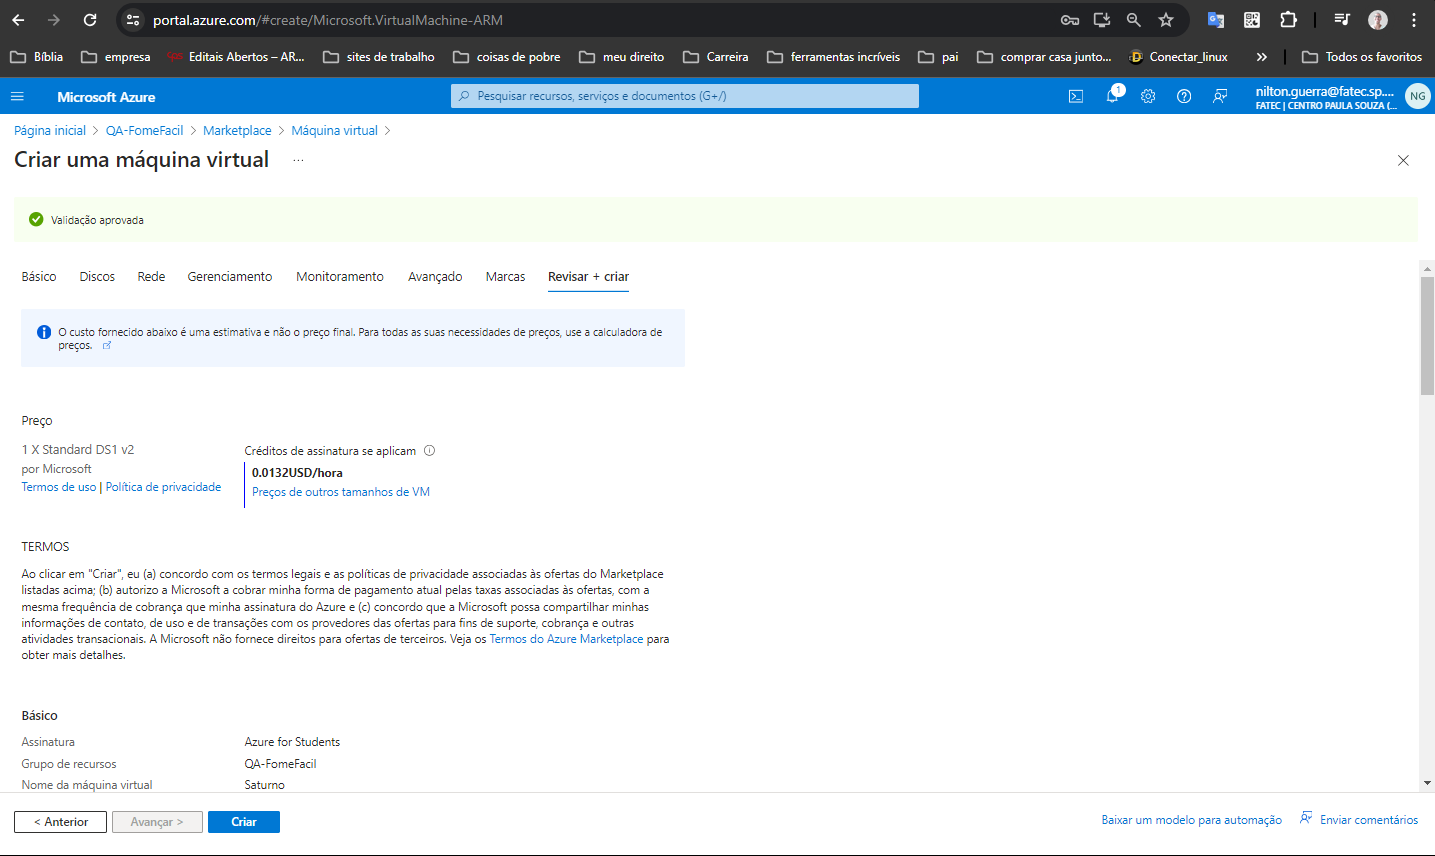 portal.azure.com/#create/Microsoft.VirtualMachine-ARM
Bíblia empresa Editais Abertos – AR... sites de trabalho coisas de pobre meu direito Carreira ferramentas incríveis pai comprar casa junto... Conectar_linux Todos os favoritos
Microsoft Azure
Pesquisar recursos, serviços e documentos (G+/)
1
nilton.guerra@fatec.sp....
FATEC | CENTRO PAULA SOUZA (...
NG
Página inicial > QA-FomeFacil > Marketplace > Máquina virtual >
Criar uma máquina virtual ...
Validação aprovada
Básico Discos Rede Gerenciamento Monitoramento Avançado Marcas Revisar + criar
O custo fornecido abaixo é uma estimativa e não o preço final. Para todas as suas necessidades de preços, use a calculadora de
preços.
Preço
1 X Standard DS1 v2
por Microsoft
Termos de uso | Política de privacidade
Créditos de assinatura se aplicam
0.0132USD/hora
Preços de outros tamanhos de VM
TERMOS
Ao clicar em "Criar", eu (a) concordo com os termos legais e as políticas de privacidade associadas às ofertas do Marketplace
listadas acima; (b) autorizo a Microsoft a cobrar minha forma de pagamento atual pelas taxas associadas às ofertas, com a
mesma frequência de cobrança que minha assinatura do Azure e (c) concordo que a Microsoft possa compartilhar minhas
informações de contato, de uso e de transações com os provedores das ofertas para fins de suporte, cobrança e outras
atividades transacionais. A Microsoft não fornece direitos para ofertas de terceiros. Veja os Termos do Azure Marketplace para
obter mais detalhes.
Básico
Assinatura Azure for Students
Grupo de recursos QA-FomeFacil
Nome da máquina virtual Saturno
< Anterior Avançar > Criar
Baixar um modelo para automação Enviar comentários